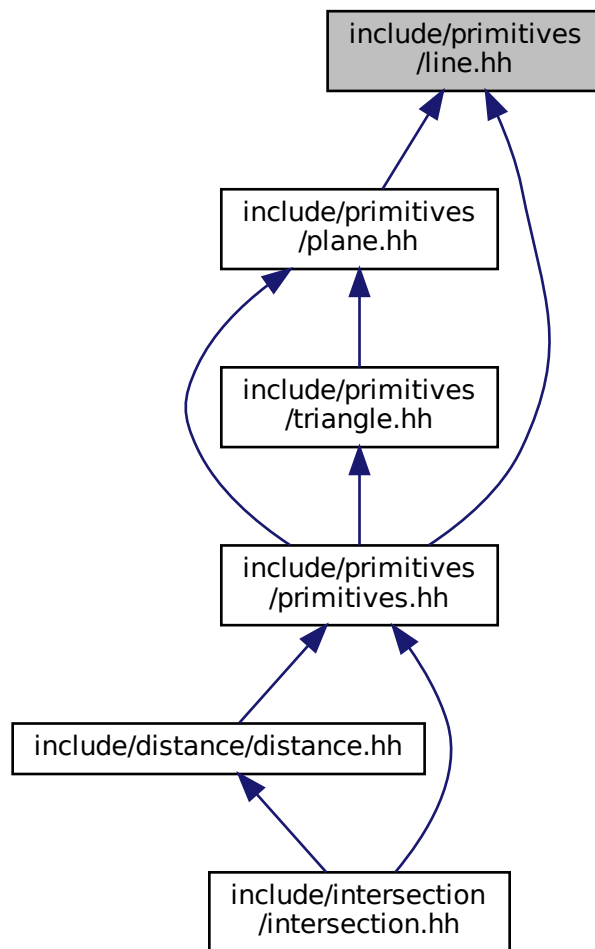 include/primitives
/line.hh
include/primitives
/plane.hh
include/primitives
/triangle.hh
include/primitives
/primitives.hh
include/distance/distance.hh
include/intersection
/intersection.hh